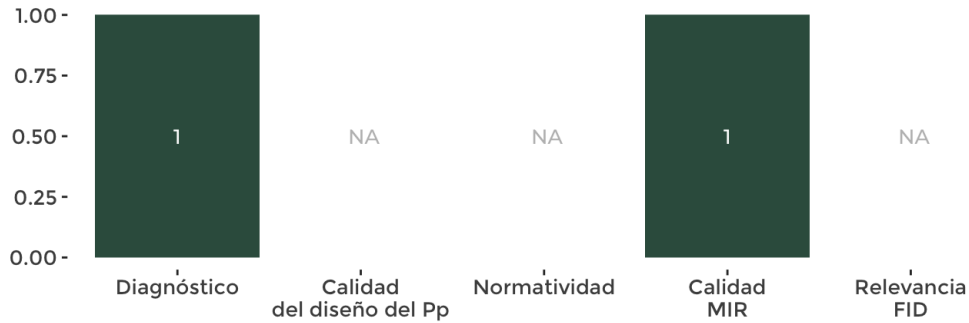 1.00
0.75
0.50
0.25
0.00
1
NA
NA
1
NA
Diagnóstico
Calidad
del diseño del Pp
Normatividad
Calidad
MIR
Relevancia
FID